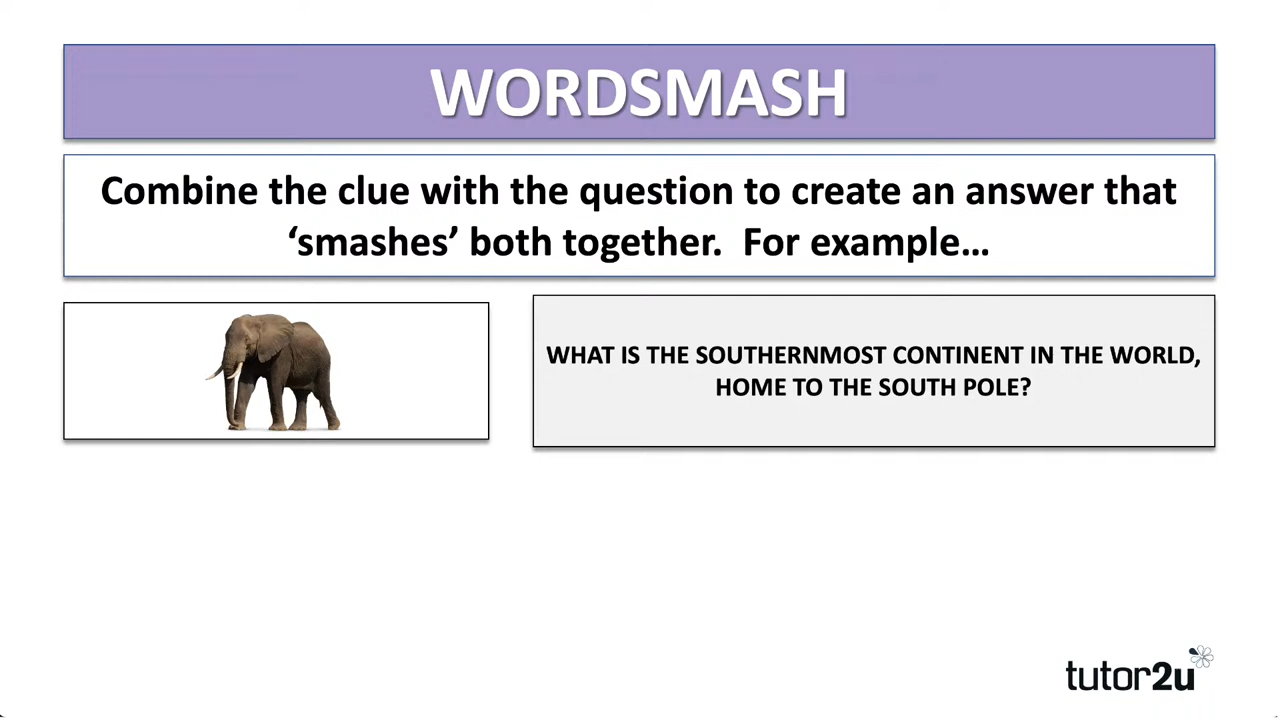 WORDSMASH
Combine the clue with the question to create an answer that
‘smashes’ both together.  For example…
WHAT IS THE SOUTHERNMOST CONTINENT IN THE WORLD,
HOME TO THE SOUTH POLE?
tutor2u